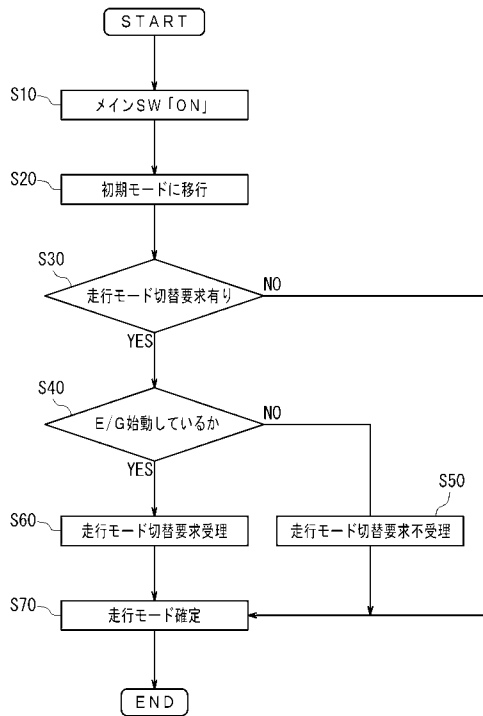 START
S10
メインSW「ON」
S20
初期モードに移行
S30
走行モード切替要求有り
NO
YES
S40
E/G始動しているか
NO
YES
S50
S60
走行モード切替要求受理
走行モード切替要求不受理
S70
走行モード確定
END